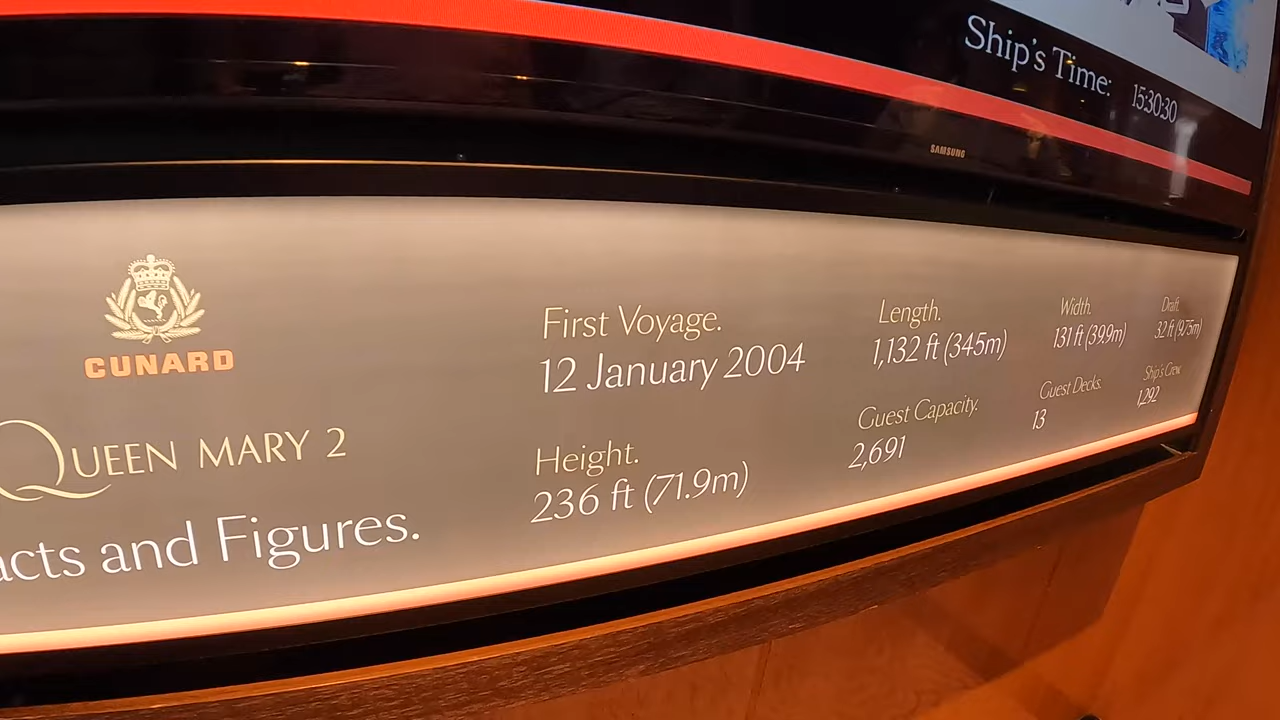 Ship's Time: 15:30:30
SAMSUNG
CUNARD
QUEEN MARY 2
and Figures.
First Voyage.
12 January 2004
Height.
236 ft (71.9m)
Length.
1,132 ft (345m)
Guest Capacity.
2,691
Width.
131 ft (39.9m)
Guest Decks.
13
Draft.
32 ft (9.75m)
Ship's Crew
1,292